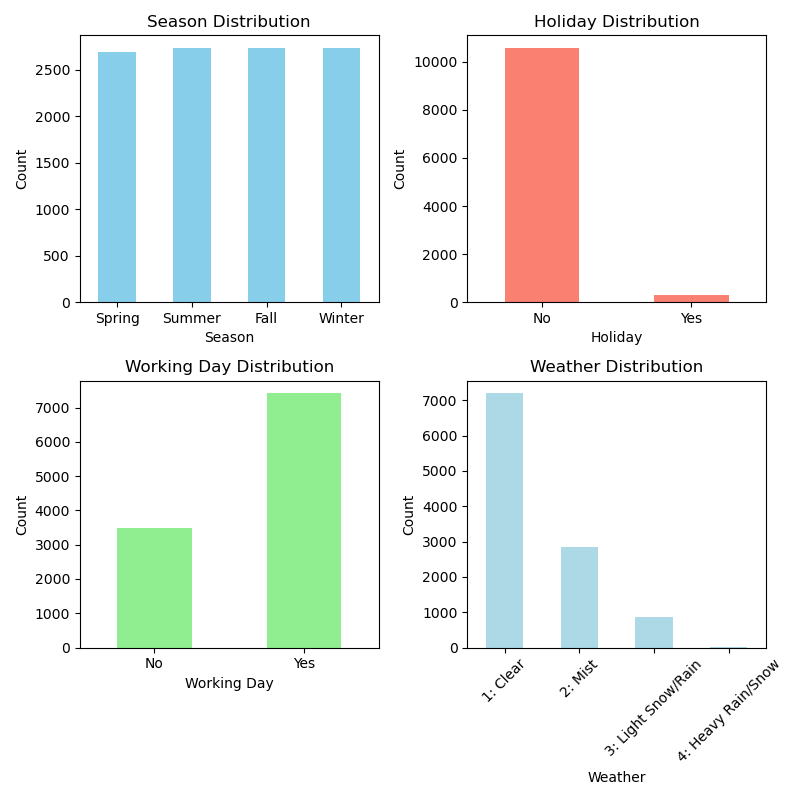 Season Distribution
Count
2500
2000
1500
1000
500
0
Spring Summer Fall Winter
Season
Holiday Distribution
Count
10000
8000
6000
4000
2000
0
No Yes
Holiday
Working Day Distribution
Count
7000
6000
5000
4000
3000
2000
1000
0
No Yes
Working Day
Weather Distribution
Count
7000
6000
5000
4000
3000
2000
1000
0
1: Clear
2: Mist
3: Light Snow/Rain
4: Heavy Rain/Snow
Weather